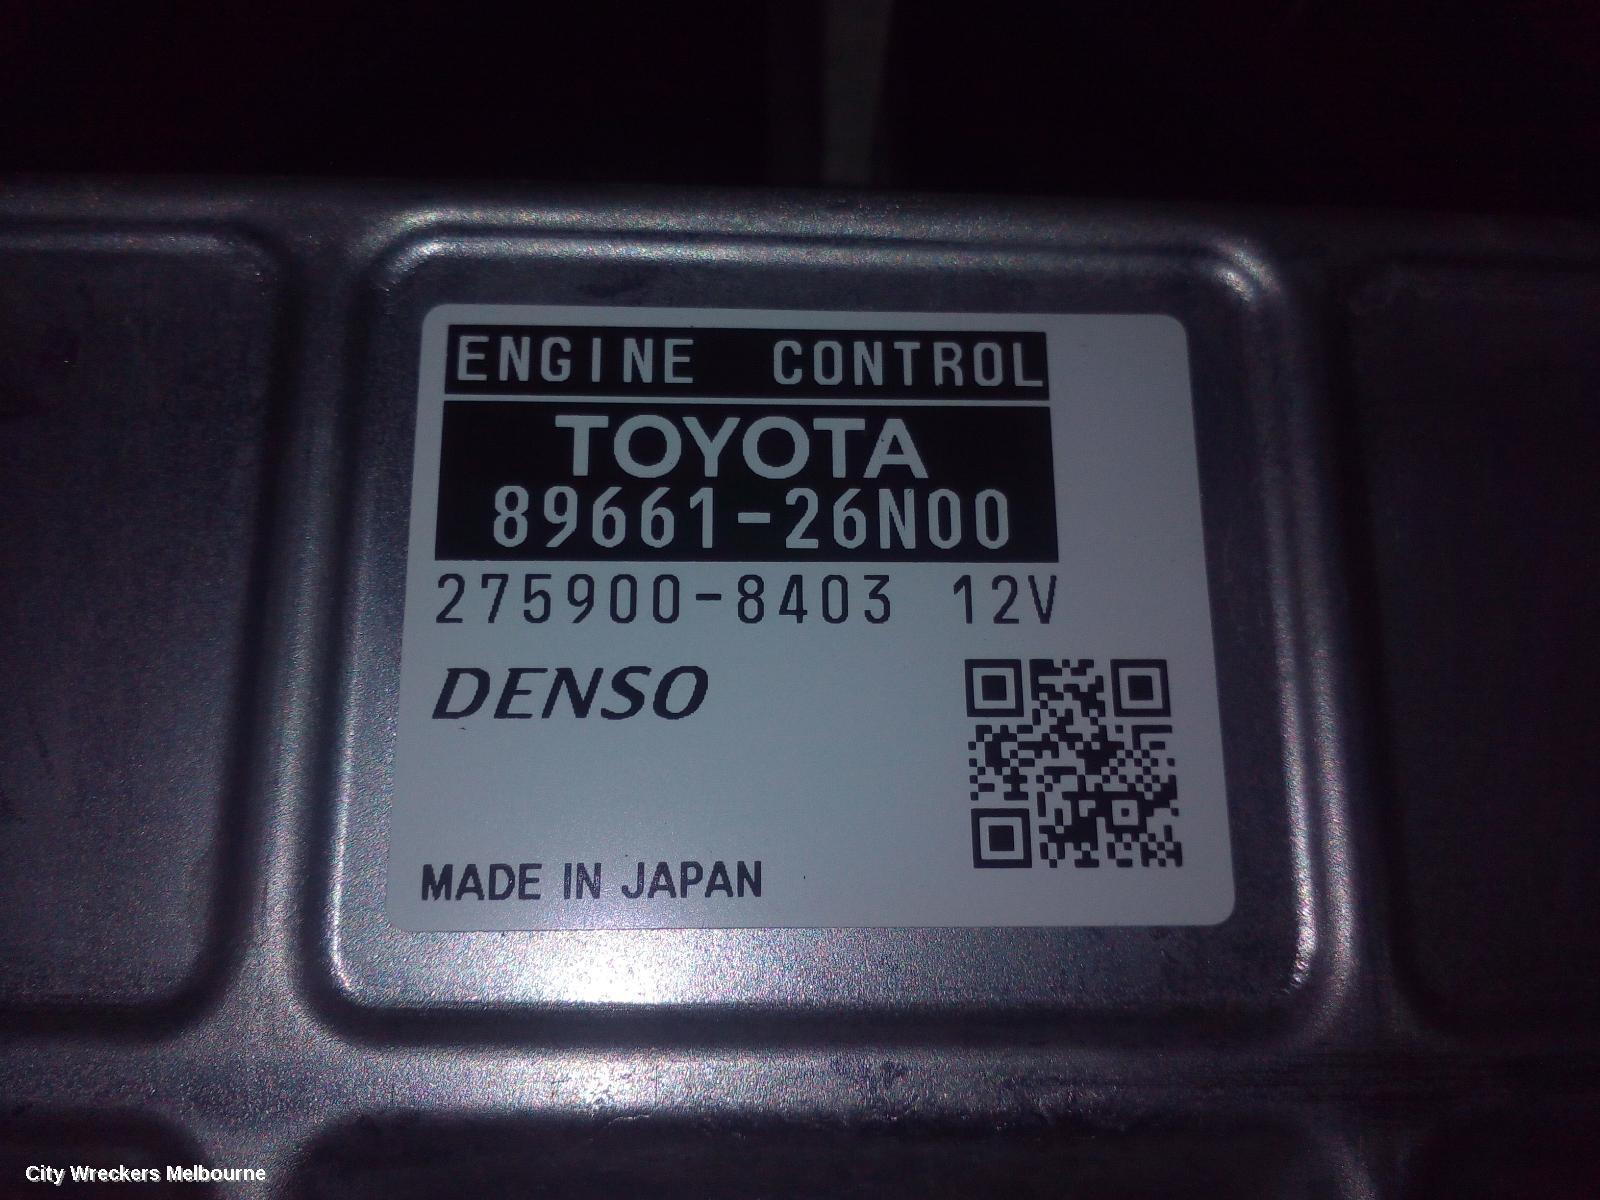 ENGINE CONTROL
TOYOTA
89661-26N00
275900-8403 12V
DENSO
MADE IN JAPAN
City Wreckers Melbourne